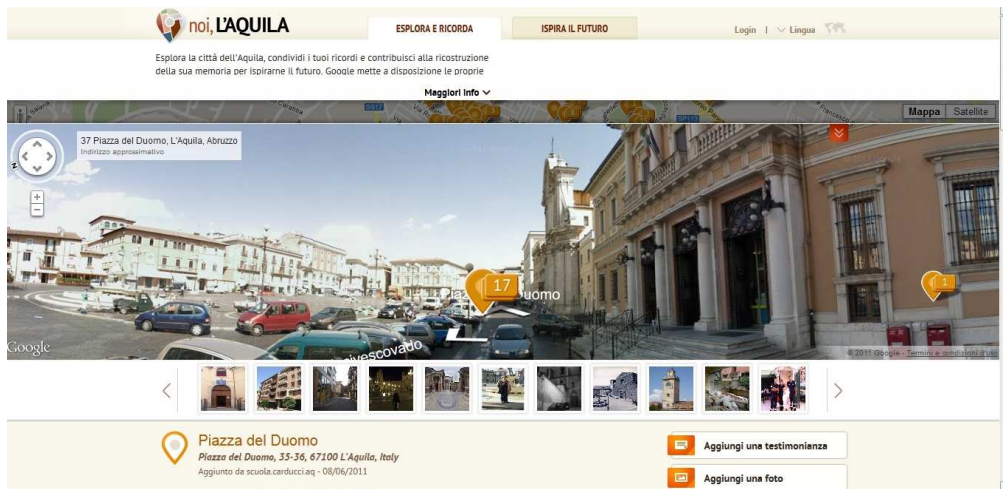 noi, L'AQUILA
ESPLORA E RICORDA
ISPIRA IL FUTURO
Login | Lingua
Esplora la città dell'Aquila, condividi i tuoi ricordi e contribuisci alla ricostruzione
della sua memoria per ispirarne il futuro. Google mette a disposizione le proprie
Maggiori Info
Mappa Satellite
37 Piazza del Duomo, L'Aquila, Abruzzo
Indirizzo approssimativo
17
1
Duomo
Google
© 2011 Google - Termini e condizioni d'uso
Piazza del Duomo
Piazza del Duomo, 35-36, 67100 L'Aquila, Italy
Aggiunto da scuola.carducci.aq - 08/06/2011
Aggiungi una testimonianza
Aggiungi una foto